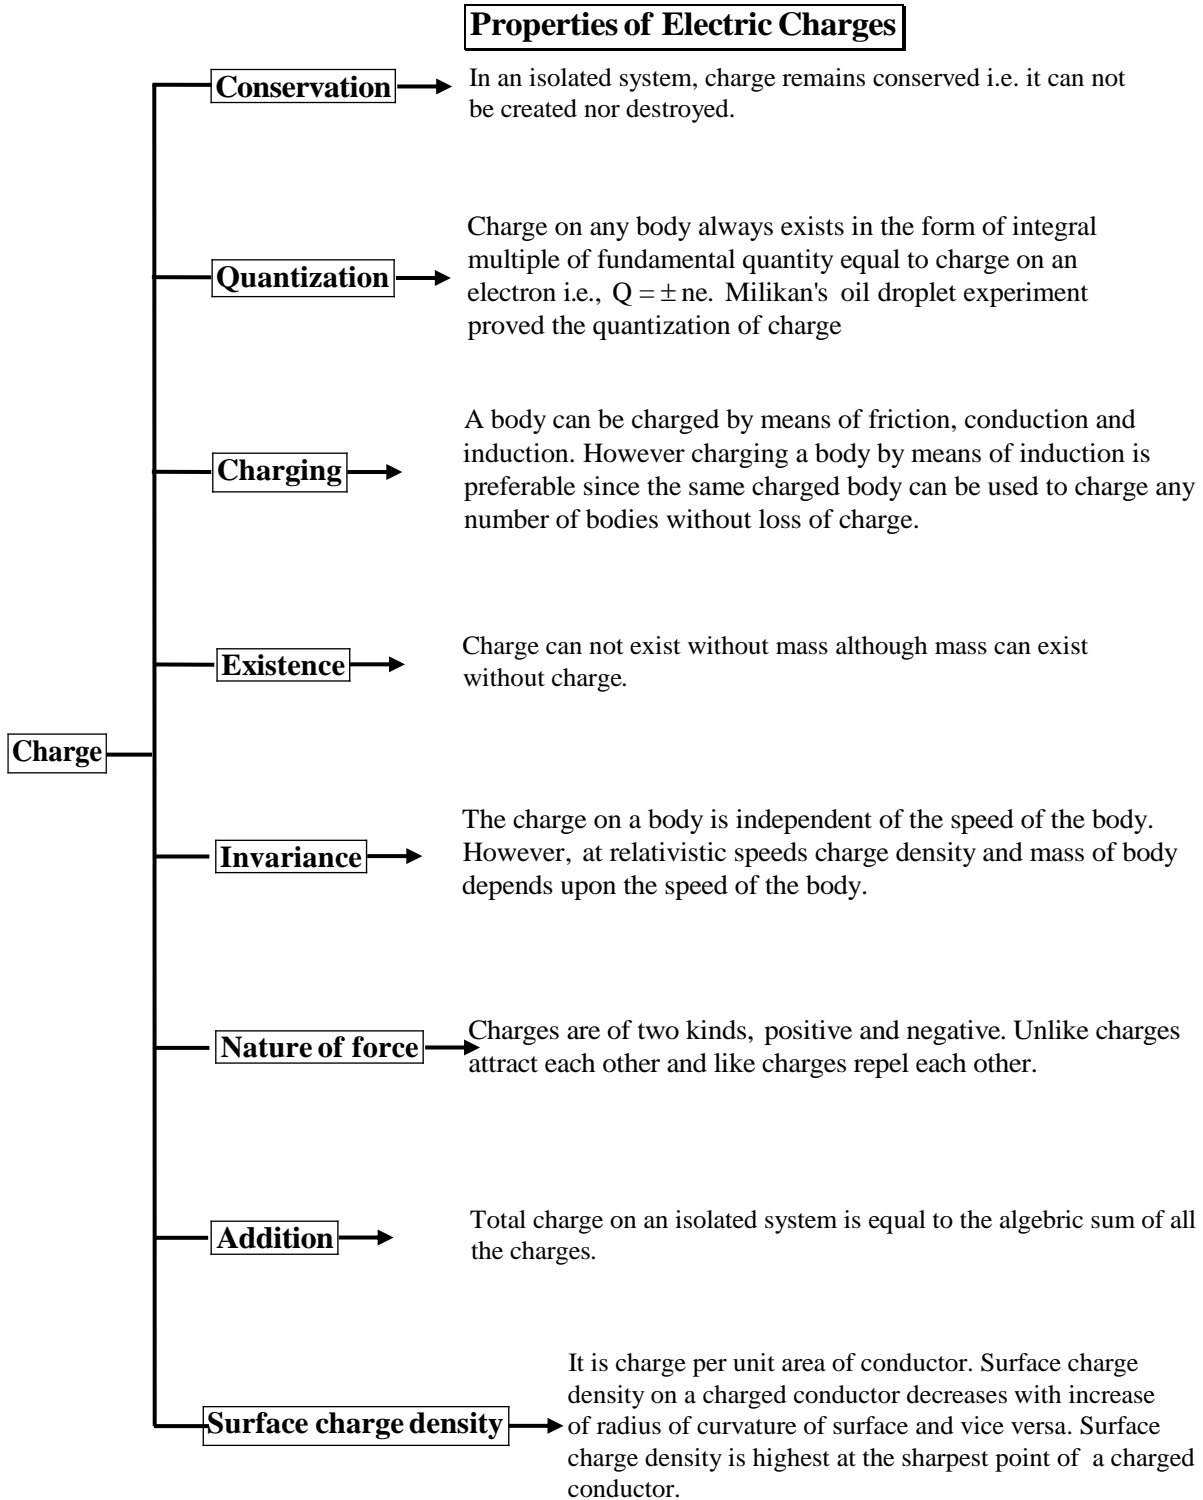 Properties of Electric Charges
Conservation
In an isolated system, charge remains conserved i.e. it can not
be created nor destroyed.
Quantization
Charge on any body always exists in the form of integral
multiple of fundamental quantity equal to charge on an
electron i.e., Q = ± ne. Milikan's oil droplet experiment
proved the quantization of charge
Charging
A body can be charged by means of friction, conduction and
induction. However charging a body by means of induction is
preferable since the same charged body can be used to charge any
number of bodies without loss of charge.
Existence
Charge can not exist without mass although mass can exist
without charge.
Charge
Invariance
The charge on a body is independent of the speed of the body.
However, at relativistic speeds charge density and mass of body
depends upon the speed of the body.
Nature of force
Charges are of two kinds, positive and negative. Unlike charges
attract each other and like charges repel each other.
Addition
Total charge on an isolated system is equal to the algebric sum of all
the charges.
Surface charge density
It is charge per unit area of conductor. Surface charge
density on a charged conductor decreases with increase
of radius of curvature of surface and vice versa. Surface
charge density is highest at the sharpest point of a charged
conductor.